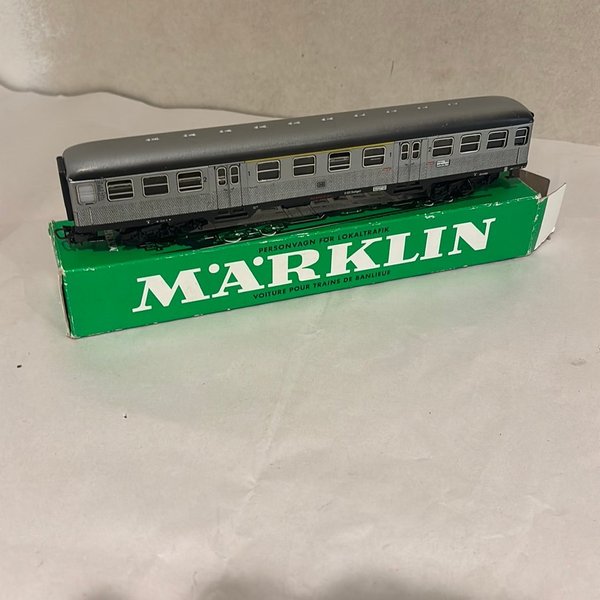 PERSONVAGN FÖR LOKALTRAFIK
MÄRKLIN
VOITURE POUR TRAINS DE BANLIEUE